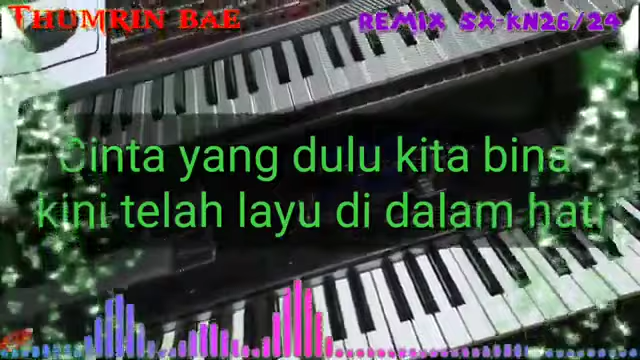 THUMRIN BAE
REMIX SX-KN26/24
Cinta yang dulu kita bina
kini telah layu di dalam hati